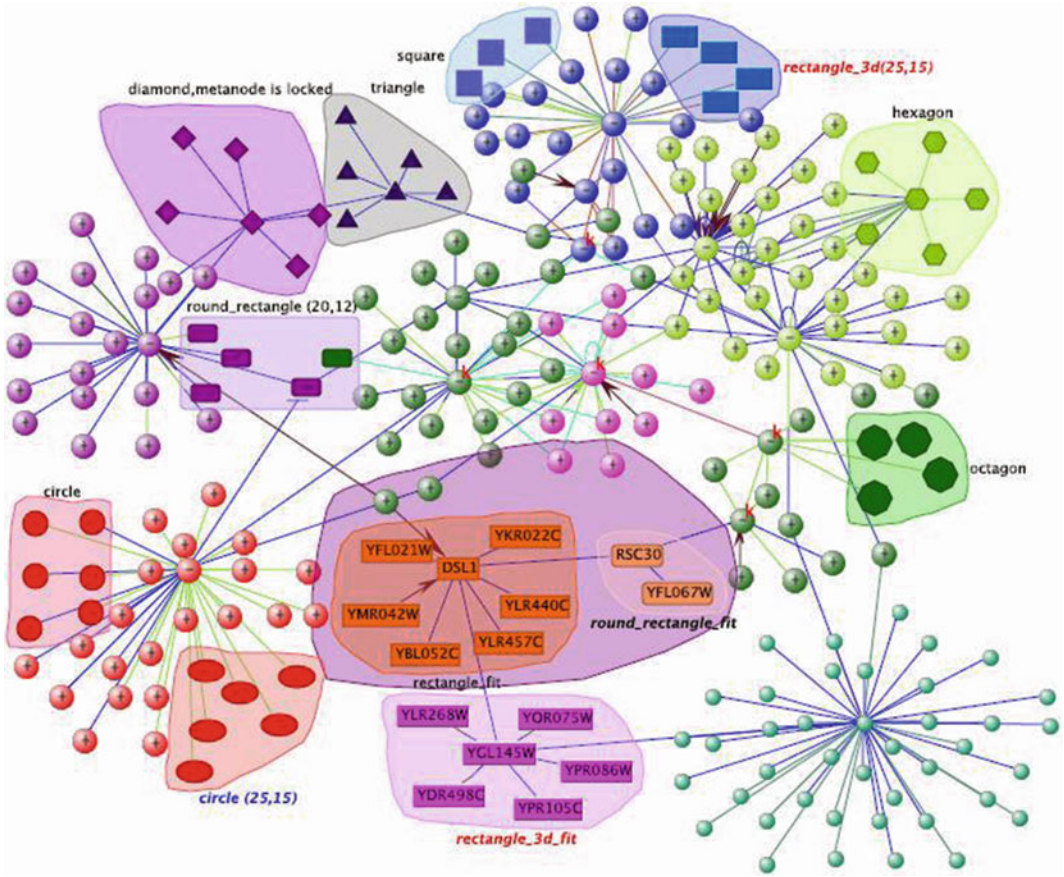 square
rectangle_3d(25,15)
diamond,metanode is locked
triangle
hexagon
k
round_rectangle (20,12)
k
k
k
octagon
circle
k
YKR022C
YFL021W
DSL1
RSC30
YFL067W
YMR042W
YLR440C
round_rectangle_fit
YLR457C
YBL052C
rectangle_fit
YLR268W
YOR075W
YGL145W
YPR086W
YDR498C
YPR105C
circle (25,15)
rectangle_3d_fit